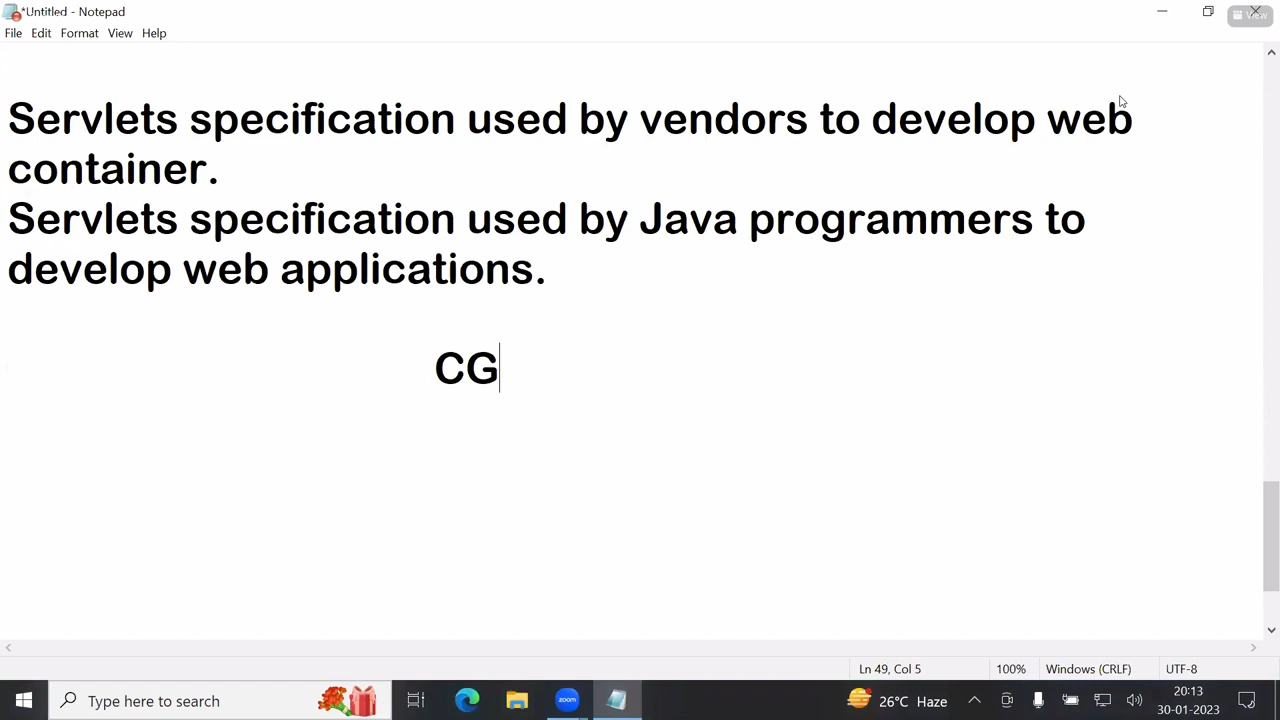 *Untitled - Notepad
View
File Edit Format View Help
Servlets specification used by vendors to develop web
container.
Servlets specification used by Java programmers to
develop web applications.
CG
Ln 49, Col 5 100% Windows (CRLF) UTF-8
Type here to search zoom 26°C Haze 20:13
30-01-2023